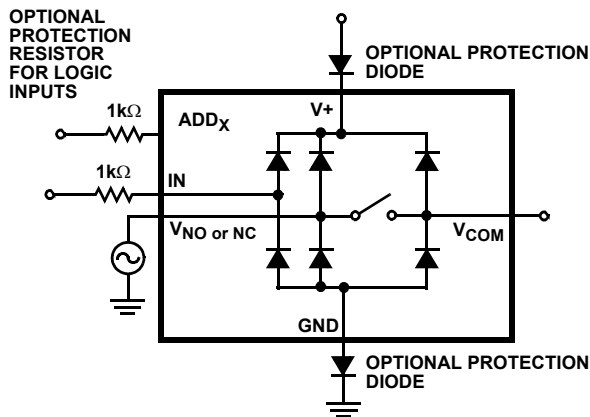 OPTIONAL
PROTECTION
RESISTOR
FOR LOGIC
INPUTS
OPTIONAL PROTECTION
DIODE
1kΩ
ADDX
V+
1kΩ
IN
VNO or NC
VCOM
GND
OPTIONAL PROTECTION
DIODE